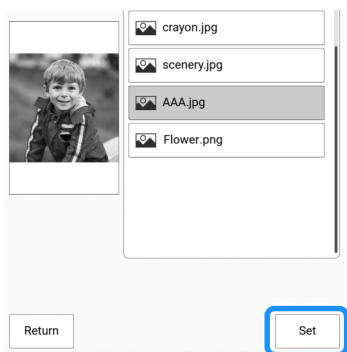 crayon.jpg
scenery.jpg
AAA.jpg
Flower.png
Return
Set